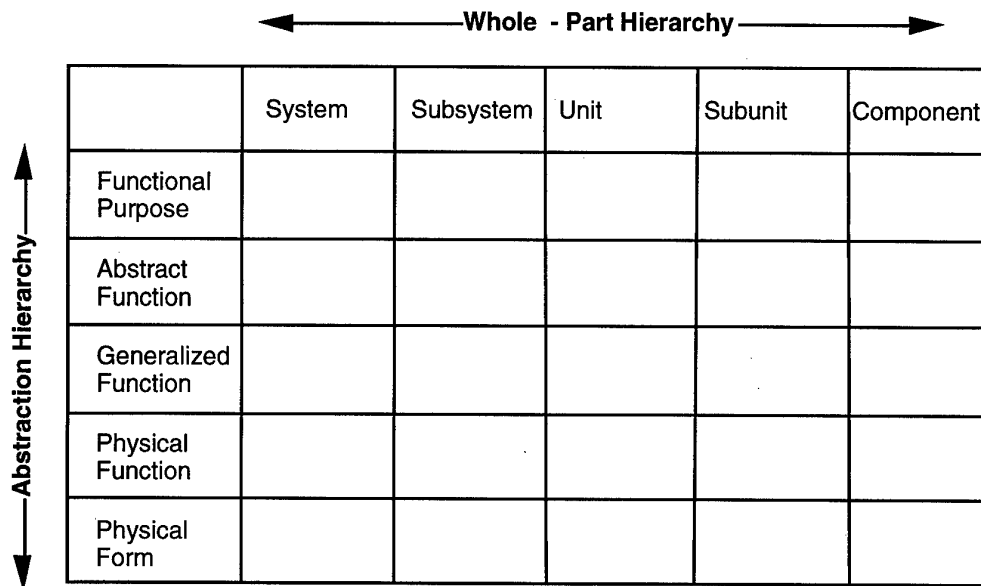 Whole - Part Hierarchy
System Subsystem Unit Subunit Component
Abstraction Hierarchy
Functional
Purpose
Abstract
Function
Generalized
Function
Physical
Function
Physical
Form